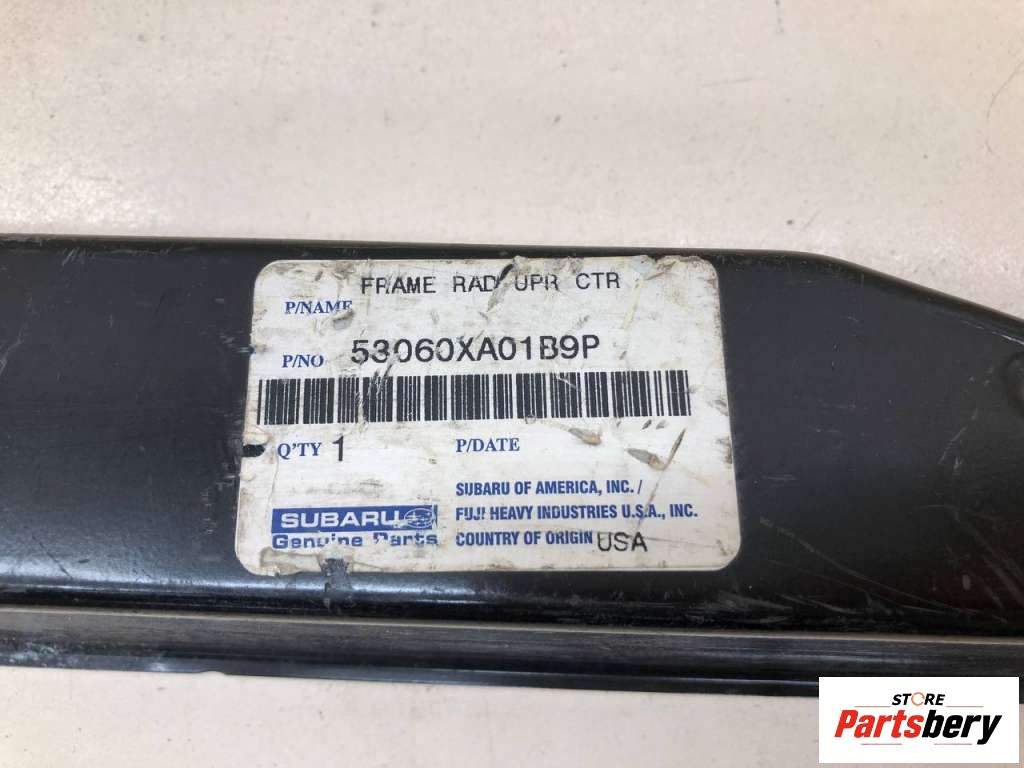 FRAME RAD UPR CTR
P/NAME
P/NO 53060XA01B9P
Q'TY 1 P/DATE
SUBARU OF AMERICA, INC. /
FUJI HEAVY INDUSTRIES U.S.A., INC.
COUNTRY OF ORIGIN USA
SUBARU
Genuine Parts
STORE
Partsbery